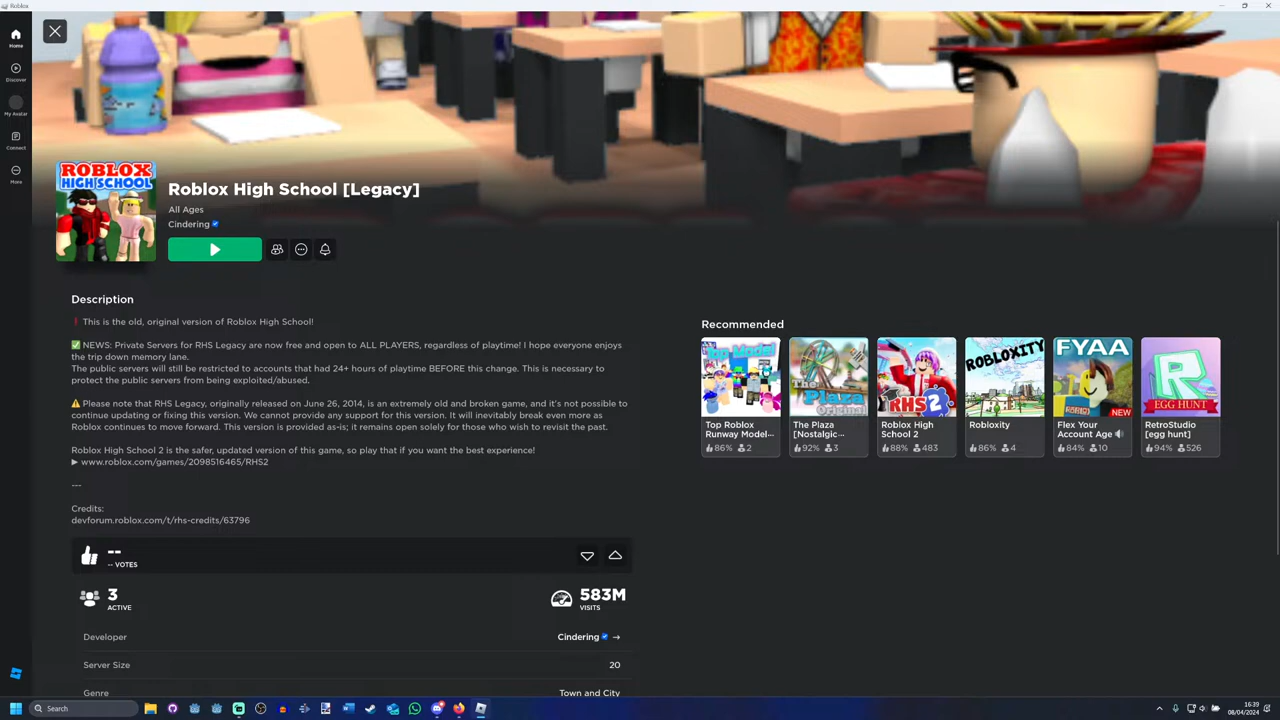 Roblox
Home
Discover
My Avatar
Connect
More
ROBLOX
HIGH SCHOOL
Roblox High School [Legacy]
All Ages
Cindering
Description
❗ This is the old, original version of Roblox High School!
✅ NEWS: Private Servers for RHS Legacy are now free and open to ALL PLAYERS, regardless of playtime! I hope everyone enjoys
the trip down memory lane.
The public servers will still be restricted to accounts that had 24+ hours of playtime BEFORE this change. This is necessary to
protect the public servers from being exploited/abused.
⚠️ Please note that RHS Legacy, originally released on June 26, 2014, is an extremely old and broken game, and it's not possible to
continue updating or fixing this version. We cannot provide any support for this version. It will inevitably break even more as
Roblox continues to move forward. This version is provided as-is; it remains open solely for those who wish to revisit the past.
Roblox High School 2 is the safer, updated version of this game, so play that if you want the best experience!
▶ www.roblox.com/games/2098516465/RHS2
---
Credits:
devforum.roblox.com/t/rhs-credits/63796
--
-- VOTES
3
ACTIVE
583M
VISITS
Developer
Cindering →
Server Size
20
Genre
Town and City
Recommended
Top Model
Top Roblox
Runway Model...
86% 2
The Plaza
Original
The Plaza
[Nostalgic...
92% 3
RHS2
Roblox High
School 2
88% 483
ROBLOXITY
Robloxity
86% 4
FYAA
ROBLOX
NEW
Flex Your
Account Age 🔊
84% 10
EGG HUNT
RetroStudio
[egg hunt]
94% 526
Search
16:39
08/04/2024